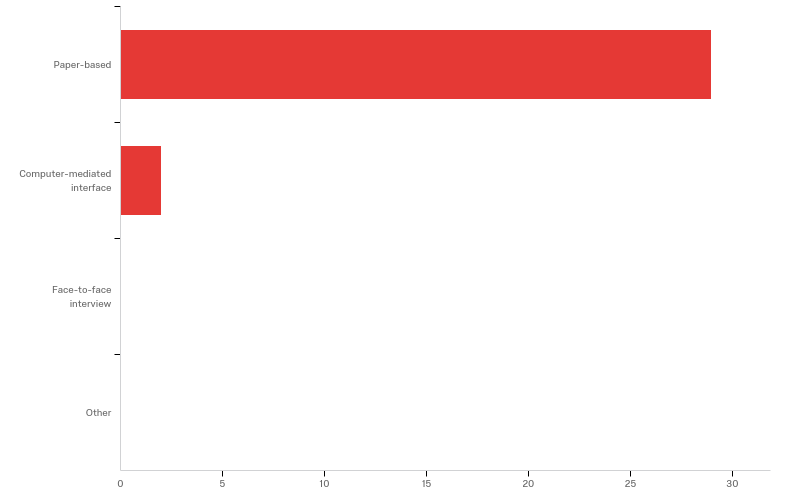 Paper-based
Computer-mediated
interface
Face-to-face
interview
Other
0 5 10 15 20 25 30